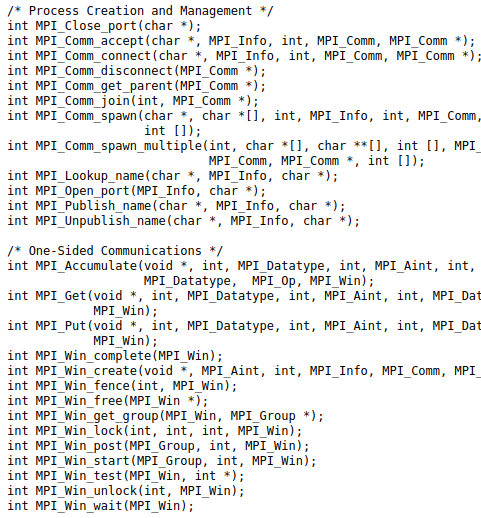 /* Process Creation and Management */
int MPI_Close_port(char *);
int MPI_Comm_accept(char *, MPI_Info, int, MPI_Comm, MPI_Comm *);
int MPI_Comm_connect(char *, MPI_Info, int, MPI_Comm, MPI_Comm *);
int MPI_Comm_disconnect(MPI_Comm *);
int MPI_Comm_get_parent(MPI_Comm *);
int MPI_Comm_join(int, MPI_Comm *);
int MPI_Comm_spawn(char *, char *[], int, MPI_Info, int, MPI_Comm,
int []);
int MPI_Comm_spawn_multiple(int, char *[], char **[], int [], MPI_
MPI_Comm, MPI_Comm *, int []);
int MPI_Lookup_name(char *, MPI_Info, char *);
int MPI_Open_port(MPI_Info, char *);
int MPI_Publish_name(char *, MPI_Info, char *);
int MPI_Unpublish_name(char *, MPI_Info, char *);

/* One-Sided Communications */
int MPI_Accumulate(void *, int, MPI_Datatype, int, MPI_Aint, int,
MPI_Datatype,  MPI_Op, MPI_Win);
int MPI_Get(void *, int, MPI_Datatype, int, MPI_Aint, int, MPI_Dat
MPI_Win);
int MPI_Put(void *, int, MPI_Datatype, int, MPI_Aint, int, MPI_Dat
MPI_Win);
int MPI_Win_complete(MPI_Win);
int MPI_Win_create(void *, MPI_Aint, int, MPI_Info, MPI_Comm, MPI_
int MPI_Win_fence(int, MPI_Win);
int MPI_Win_free(MPI_Win *);
int MPI_Win_get_group(MPI_Win, MPI_Group *);
int MPI_Win_lock(int, int, int, MPI_Win);
int MPI_Win_post(MPI_Group, int, MPI_Win);
int MPI_Win_start(MPI_Group, int, MPI_Win);
int MPI_Win_test(MPI_Win, int *);
int MPI_Win_unlock(int, MPI_Win);
int MPI_Win_wait(MPI_Win);